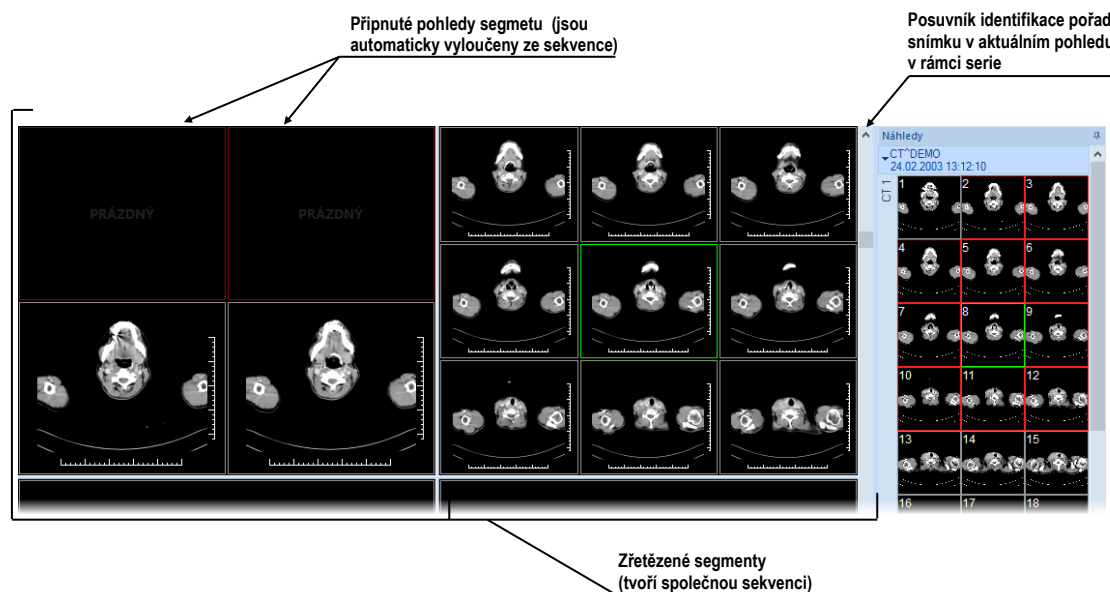 Připnuté pohledy segmetu (jsou
automaticky vyloučeny ze sekvence)
Posuvník identifikace pořad
snímku v aktuálním pohledu
v rámci serie
PRÁZDNÝ
PRÁZDNÝ
Náhledy
CT^DEMO
24.02.2003 13:12:10
CT 1
1 2 3
4 5 6
7 8 9
10 11 12
13 14 15
16 17 18
Zřetězené segmenty
(tvoří společnou sekvenci)